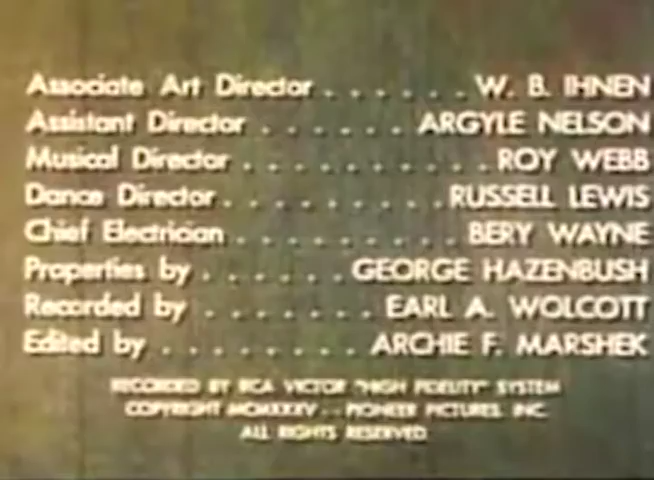 Associate Art Director . . . . . . W. B. IHNEN
Assistant Director . . . . . . ARGYLE NELSON
Musical Director . . . . . . . . . . ROY WEBB
Dance Director . . . . . . . . . RUSSELL LEWIS
Chief Electrician . . . . . . . . . BERY WAYNE
Properties by . . . . . . GEORGE HAZENBUSH
Recorded by . . . . . . . EARL A. WOLCOTT
Edited by . . . . . . . . ARCHIE F. MARSHEK
RECORDED BY RCA VICTOR "HIGH FIDELITY" SYSTEM
COPYRIGHT MCMXXXV -- PIONEER PICTURES, INC.
ALL RIGHTS RESERVED